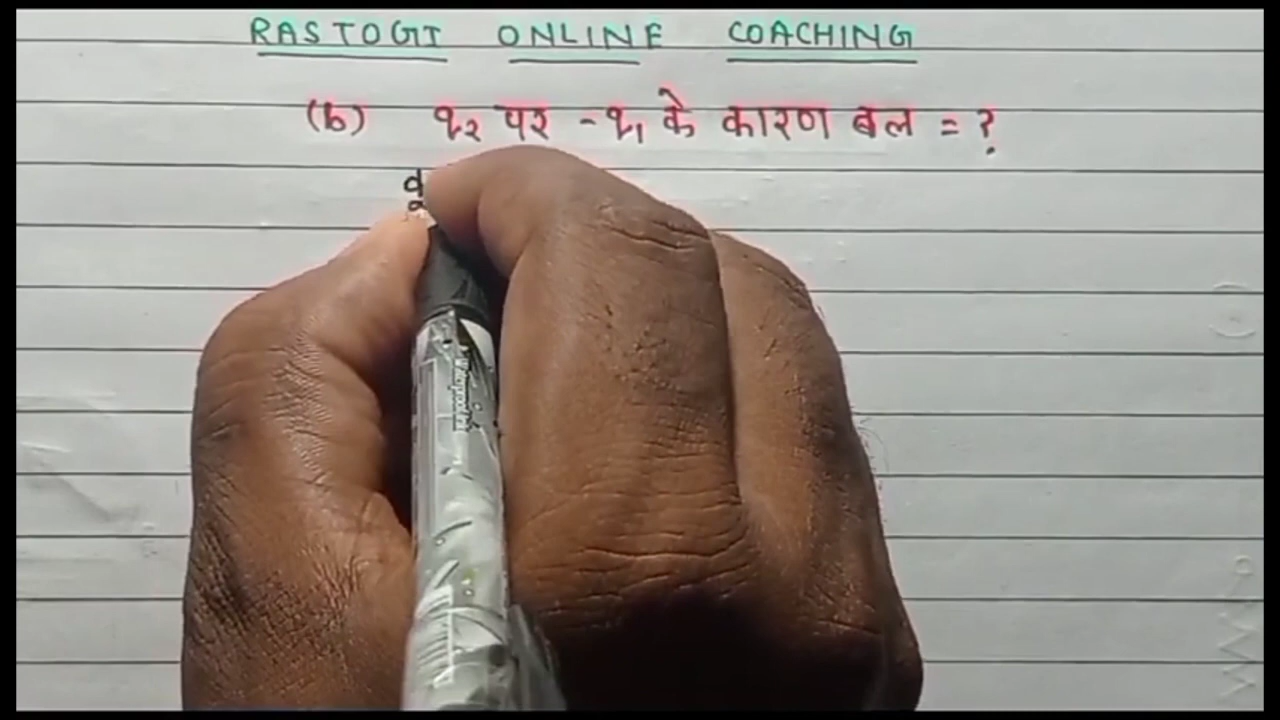 RASTOGI ONLINE COACHING
(b) q₂ पर -q₁ के कारण बल = ?